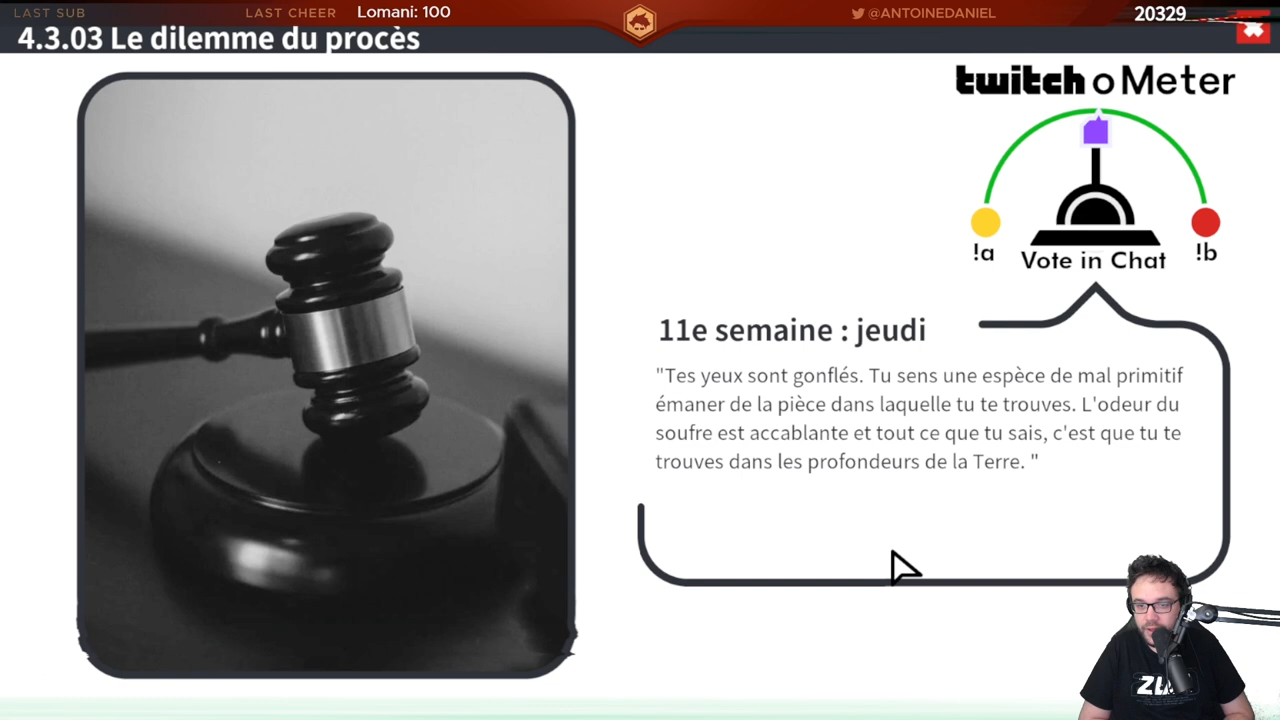 LAST SUB
LAST CHEER
Lomani: 100
@ANTOINEDANIEL
20329
4.3.03 Le dilemme du procès
twitch o Meter
!a
Vote in Chat
!b
11e semaine : jeudi
"Tes yeux sont gonflés. Tu sens une espèce de mal primitif
émaner de la pièce dans laquelle tu te trouves. L'odeur du
soufre est accablante et tout ce que tu sais, c'est que tu te
trouves dans les profondeurs de la Terre. "